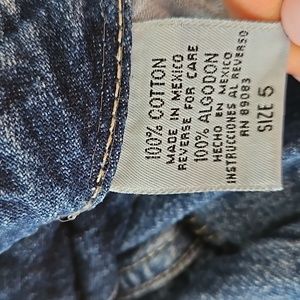 100% COTTON
MADE IN MEXICO
REVERSE FOR CARE
100% ALGODON
HECHO EN MEXICO
INSTRUCCIONES AL REVERSO
RN 89083
SIZE 5